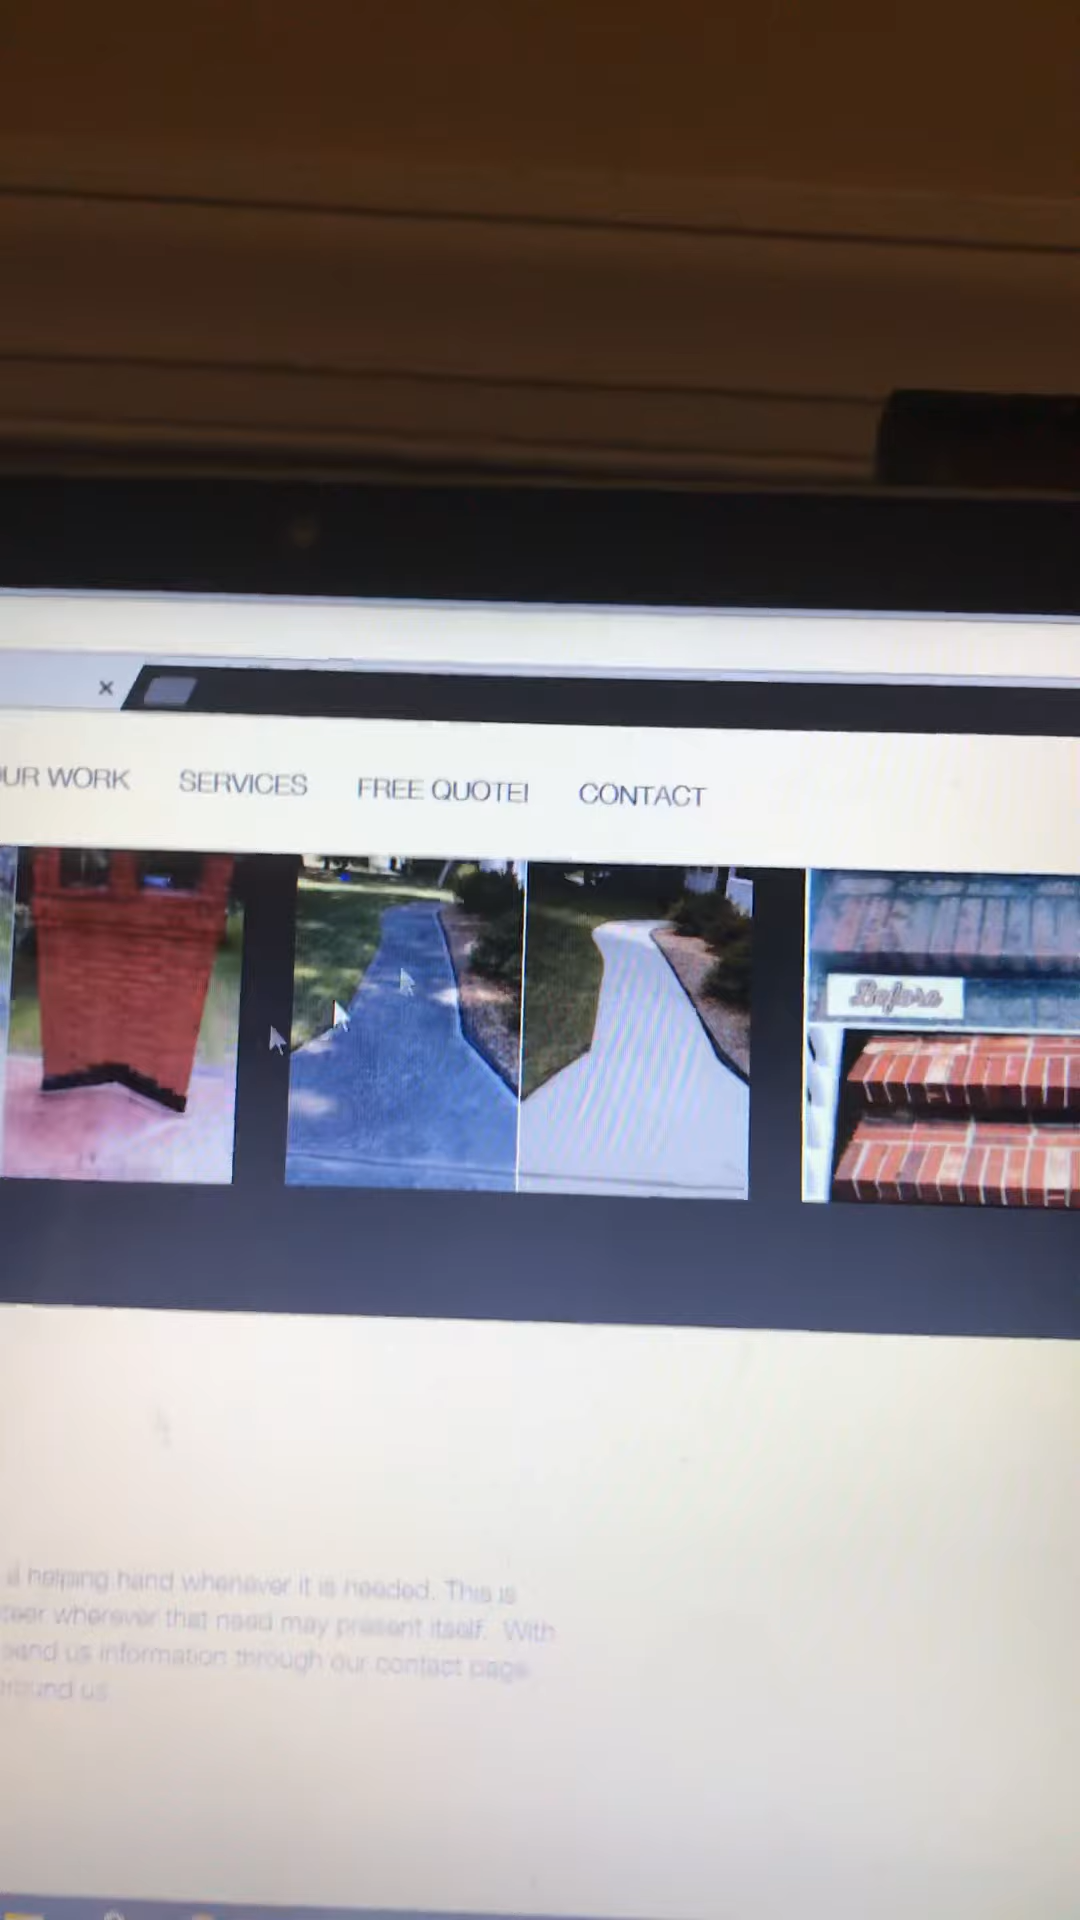 OUR WORK SERVICES FREE QUOTE! CONTACT
Before
a helping hand whenever it is needed. This is
wherever that need may present itself. With
send us information through our contact page
around us